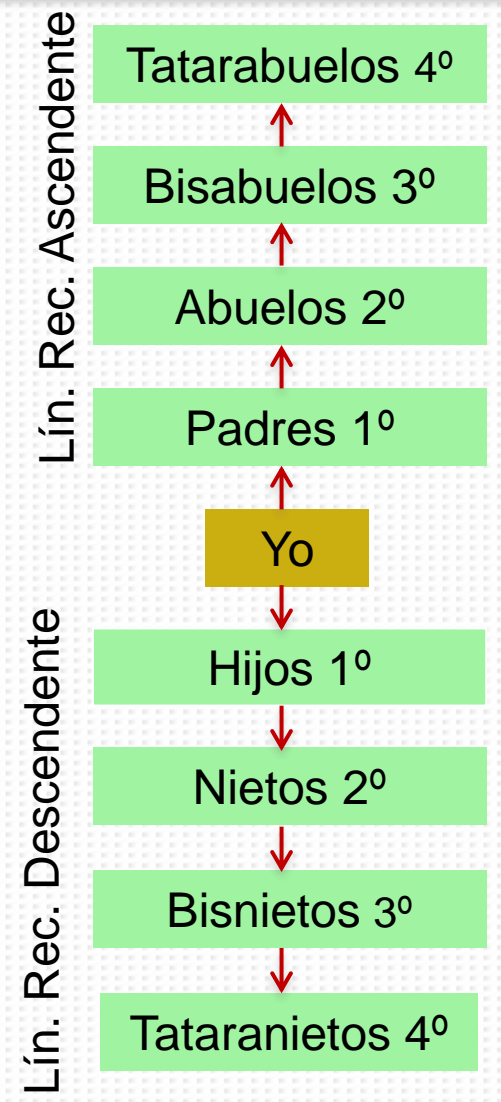 Lín. Rec. Ascendente
Tatarabuelos 4º
Bisabuelos 3º
Abuelos 2º
Padres 1º
Yo
Lín. Rec. Descendente
Hijos 1º
Nietos 2º
Bisnietos 3º
Tataranietos 4º